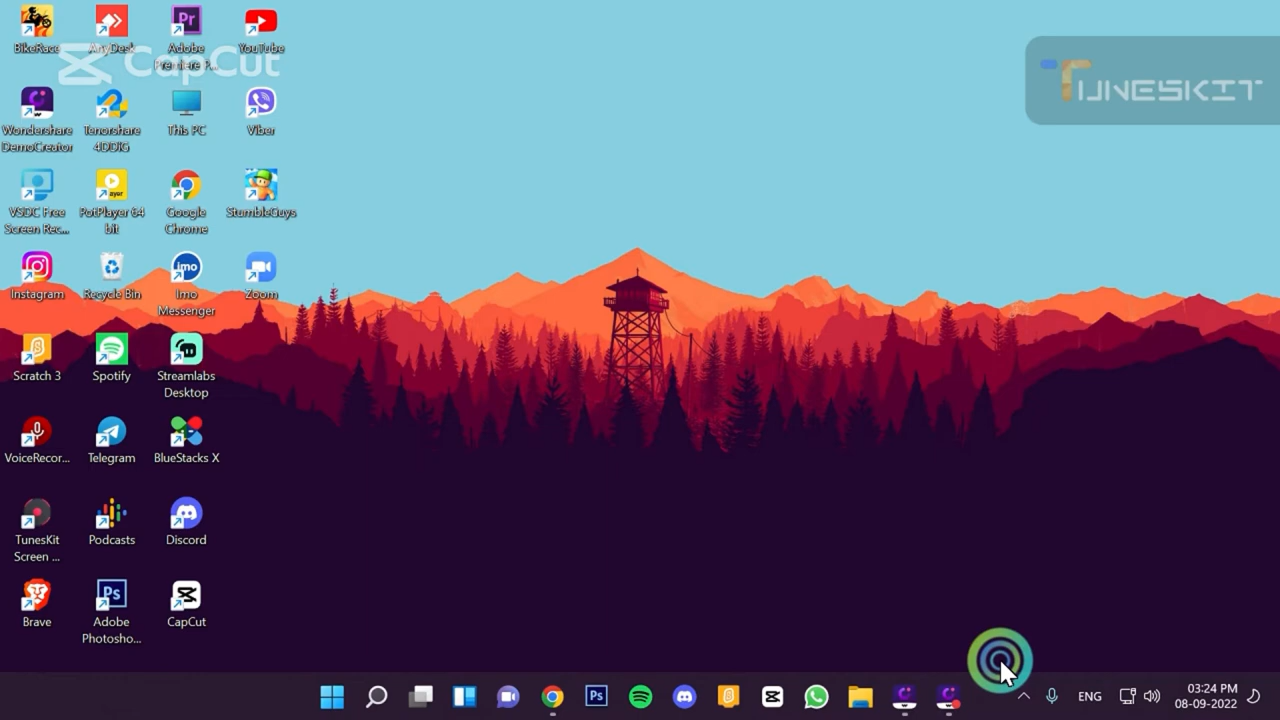 BikeRace
AnyDesk
Adobe
Premiere P...
YouTube
CapCut
TUNESKIT
Wondershare
DemoCreator
Tenorshare
4DDIG
This PC
Viber
VSDC Free
Screen Rec...
PotPlayer 64
bit
Google
Chrome
StumbleGuys
Instagram
Recycle Bin
Imo
Messenger
Zoom
Scratch 3
Spotify
Streamlabs
Desktop
VoiceRecor...
Telegram
BlueStacks X
TunesKit
Screen ...
Podcasts
Discord
Brave
Adobe
Photosho...
CapCut
ENG
03:24 PM
08-09-2022